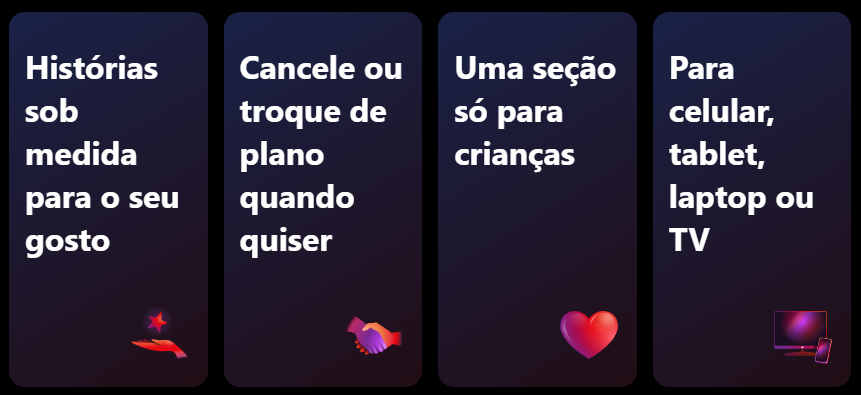 Histórias
sob
medida
para o seu
gosto
Cancele ou
troque de
plano
quando
quiser
Uma seção
só para
crianças
Para
celular,
tablet,
laptop ou
TV